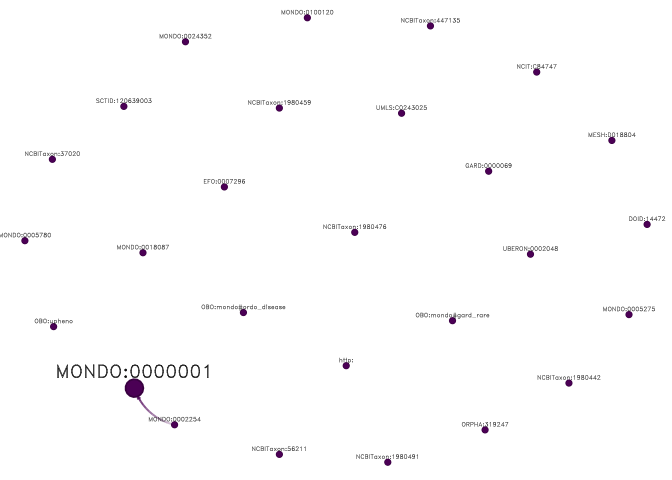 MONDO:0100120
NCBITaxon:447135
MONDO:0024352
NCIT:C84747
SCTID:120639003
NCBITaxon:1980459
UMLS:C0243025
MESH:D018804
NCBITaxon:37020
GARD:0000069
EFO:0007296
DOID:14472
NCBITaxon:1980476
MONDO:0005780
MONDO:0018087
UBERON:0002048
OBO:mondo#ordo_disease
MONDO:0005275
OBO:upheno
OBO:mondo#gard_rare
http:
MONDO:0000001
NCBITaxon:1980442
MONDO:0002254
ORPHA:319247
NCBITaxon:56211
NCBITaxon:1980491